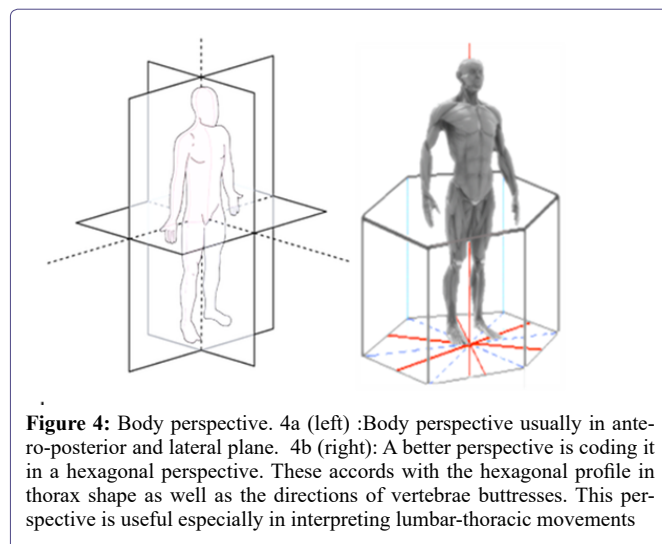 Figure 4: Body perspective. 4a (left) :Body perspective usually in ante-
ro-posterior and lateral plane. 4b (right): A better perspective is coding it
in a hexagonal perspective. These accords with the hexagonal profile in
thorax shape as well as the directions of vertebrae buttresses. This per-
spective is useful especially in interpreting lumbar-thoracic movements